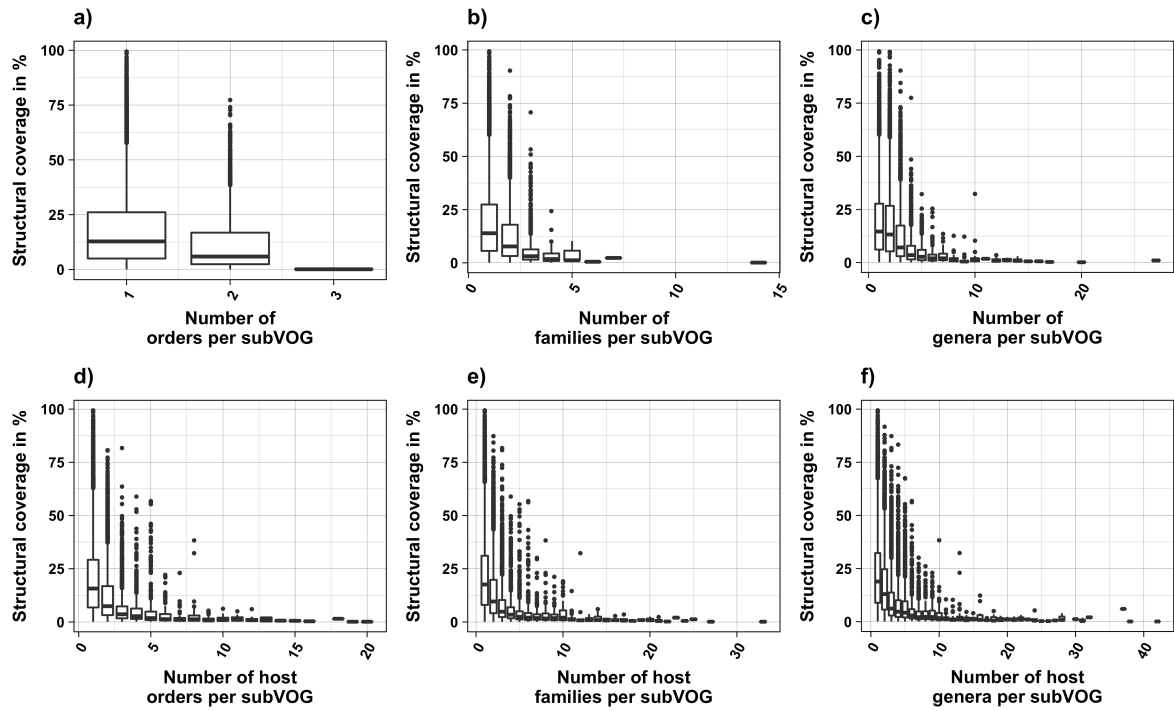 a)
Structural coverage in %
100
75
50
25
0
1
2
3
Number of
orders per subVOG
b)
Structural coverage in %
100
75
50
25
0
0
5
10
15
Number of
families per subVOG
c)
Structural coverage in %
100
75
50
25
0
0
10
20
Number of
genera per subVOG
d)
Structural coverage in %
100
75
50
25
0
0
5
10
15
20
Number of host
orders per subVOG
e)
Structural coverage in %
100
75
50
25
0
0
10
20
30
Number of host
families per subVOG
f)
Structural coverage in %
100
75
50
25
0
0
10
20
30
40
Number of host
genera per subVOG